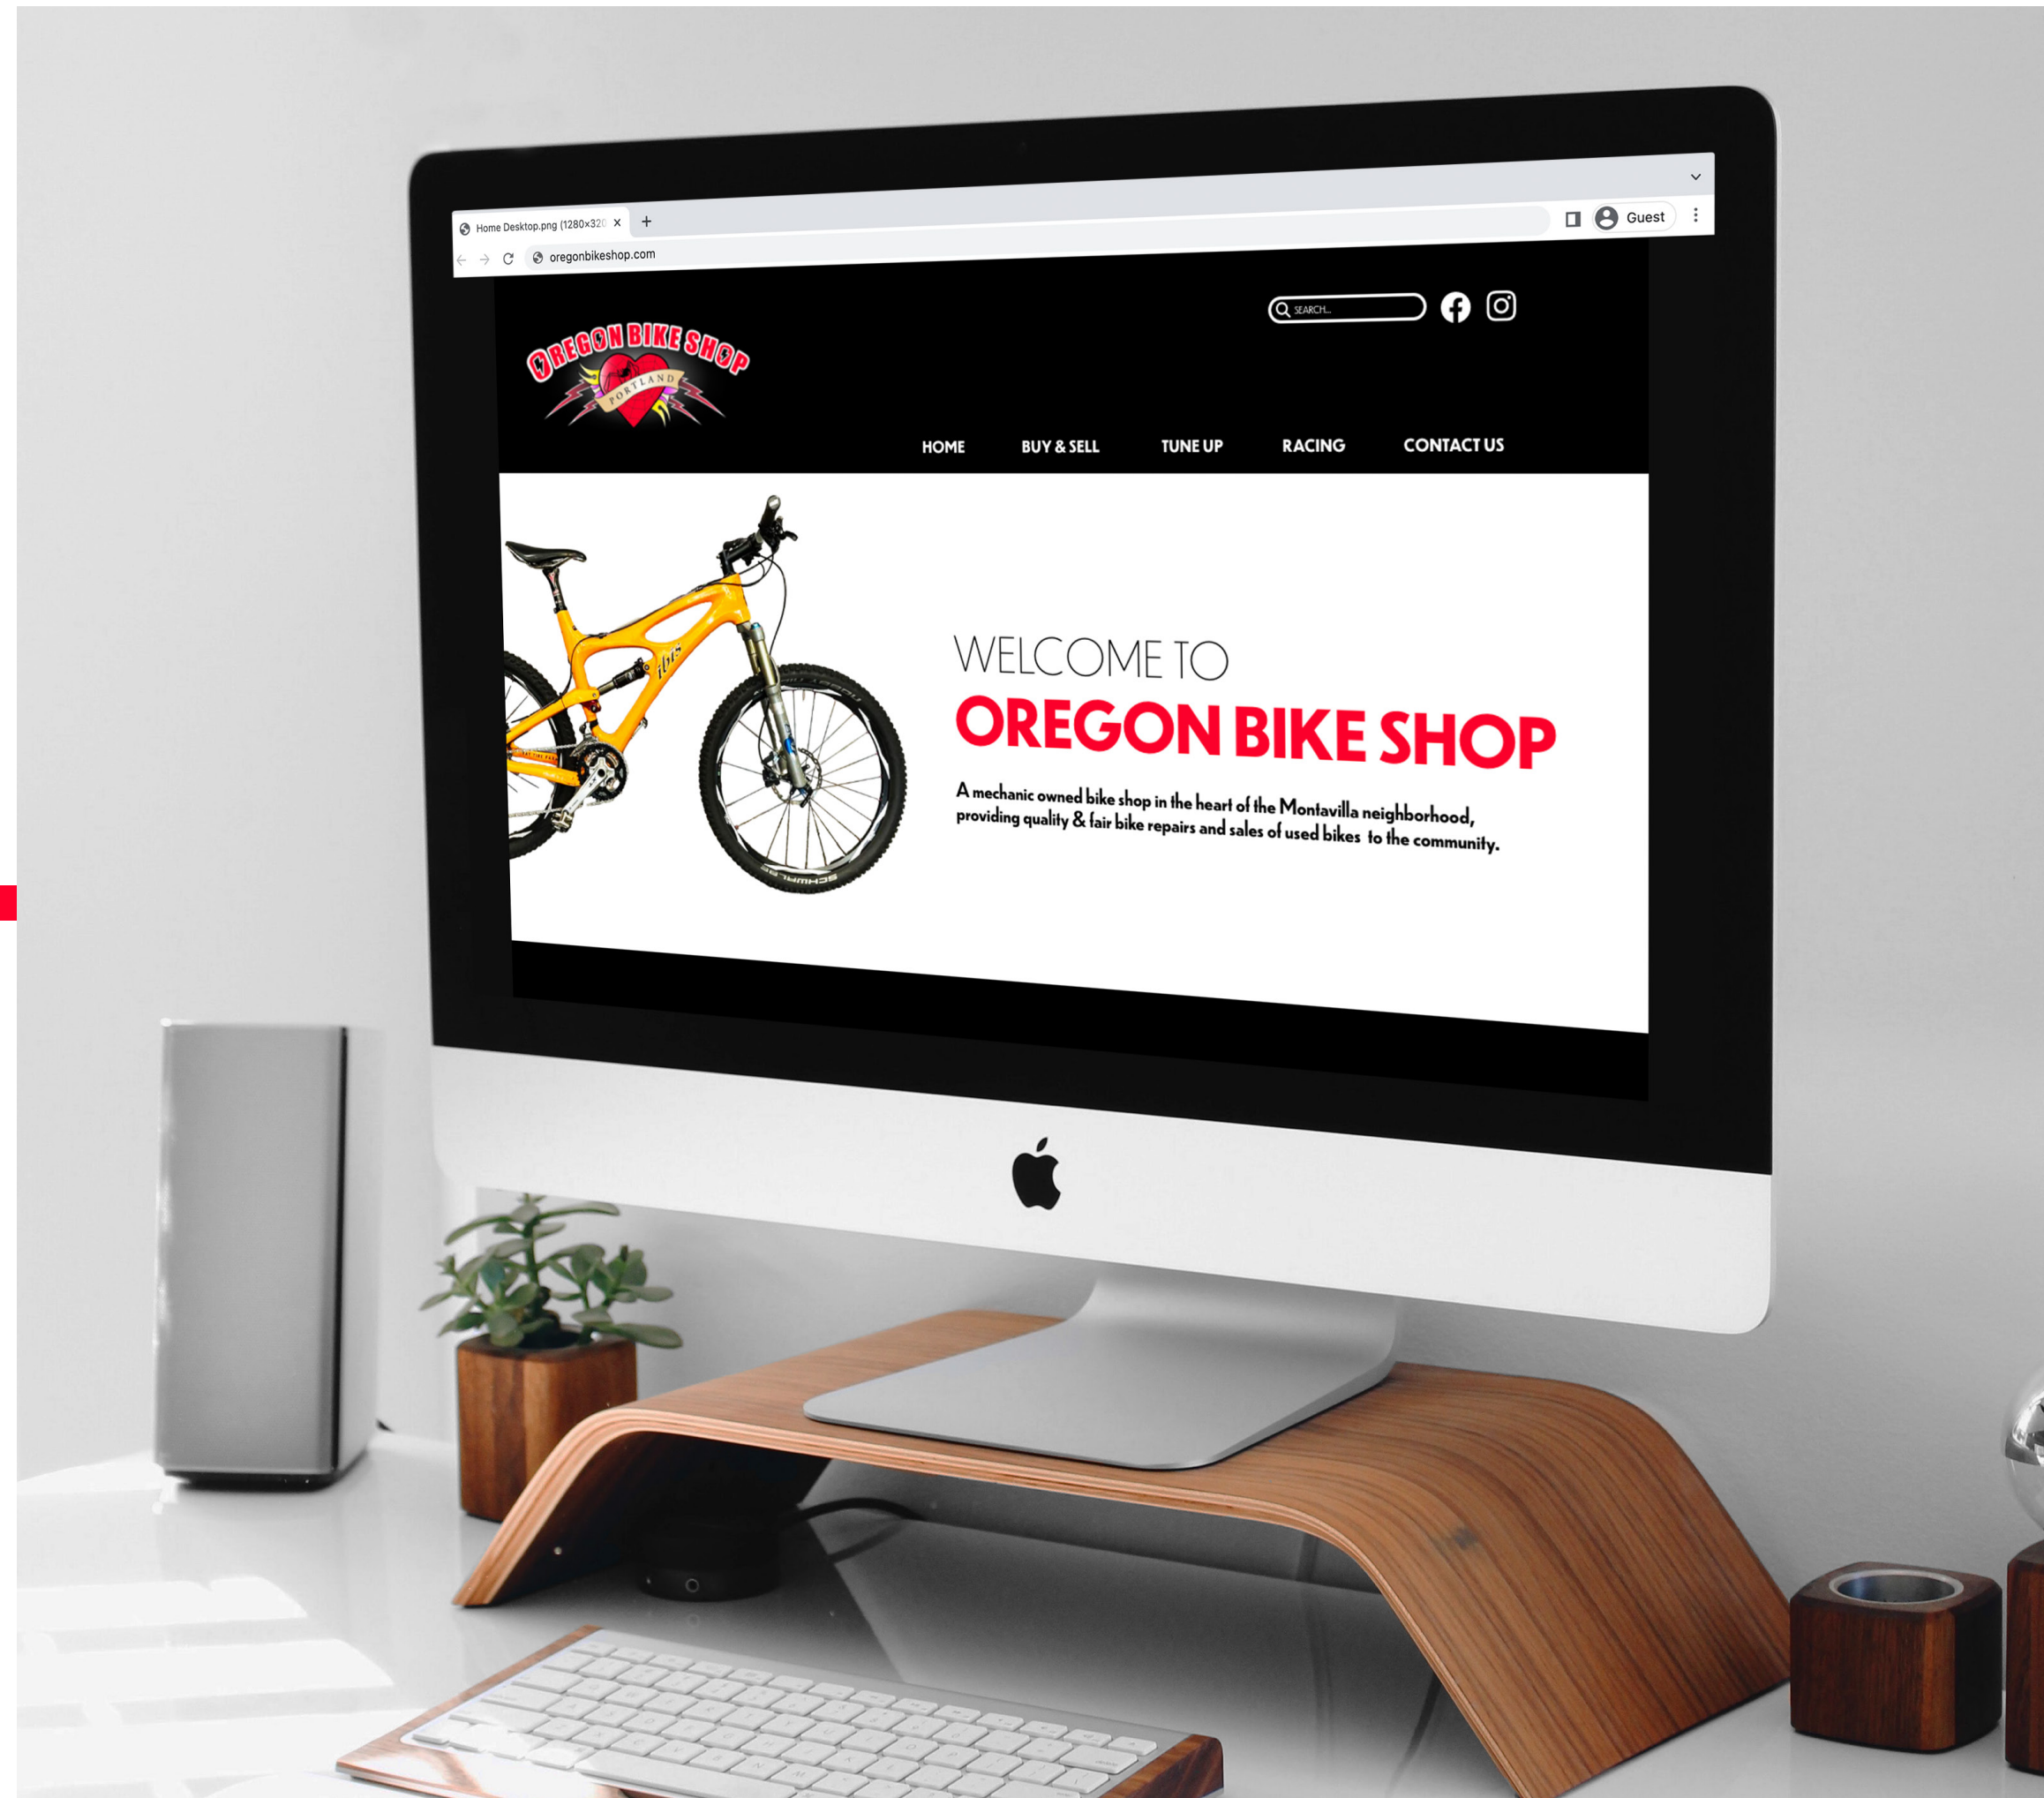 Home Desktop.png (1280×320
oregonbikeshop.com
Guest
SEARCH...
OREGON BIKE SHOP
PORTLAND
HOME BUY & SELL TUNE UP RACING CONTACT US
ibis
WELCOME TO
OREGON BIKE SHOP
A mechanic owned bike shop in the heart of the Montavilla neighborhood,
providing quality & fair bike repairs and sales of used bikes to the community.
SCHWALBE